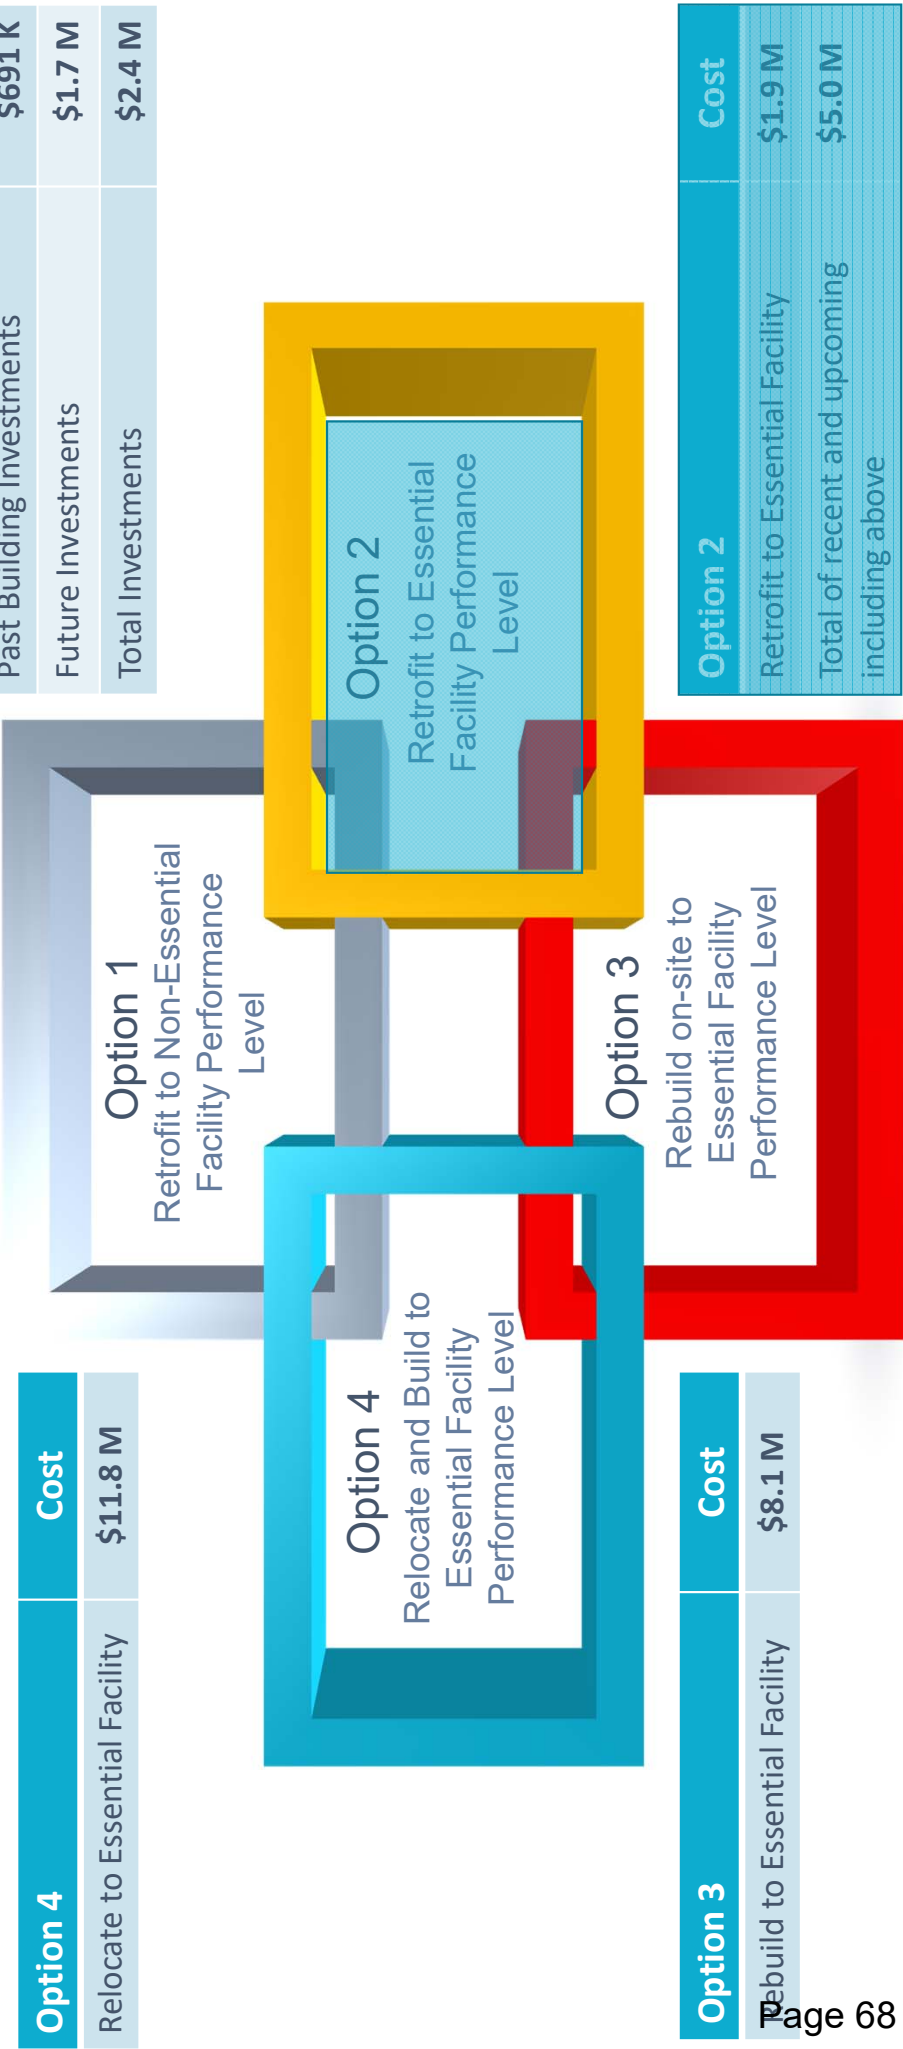 Option 4 Cost
Relocate to Essential Facility $11.8 M
Past Building Investments $691 K
Future Investments $1.7 M
Total Investments $2.4 M
Option 1
Retrofit to Non-Essential
Facility Performance
Level
Option 4
Relocate and Build to
Essential Facility
Performance Level
Option 2
Retrofit to Essential
Facility Performance
Level
Option 3
Rebuild on-site to
Essential Facility
Performance Level
Option 3 Cost
Rebuild to Essential Facility $8.1 M
Option 2 Cost
Retrofit to Essential Facility $1.9 M
Total of recent and upcoming $5.0 M
including above
Page 68